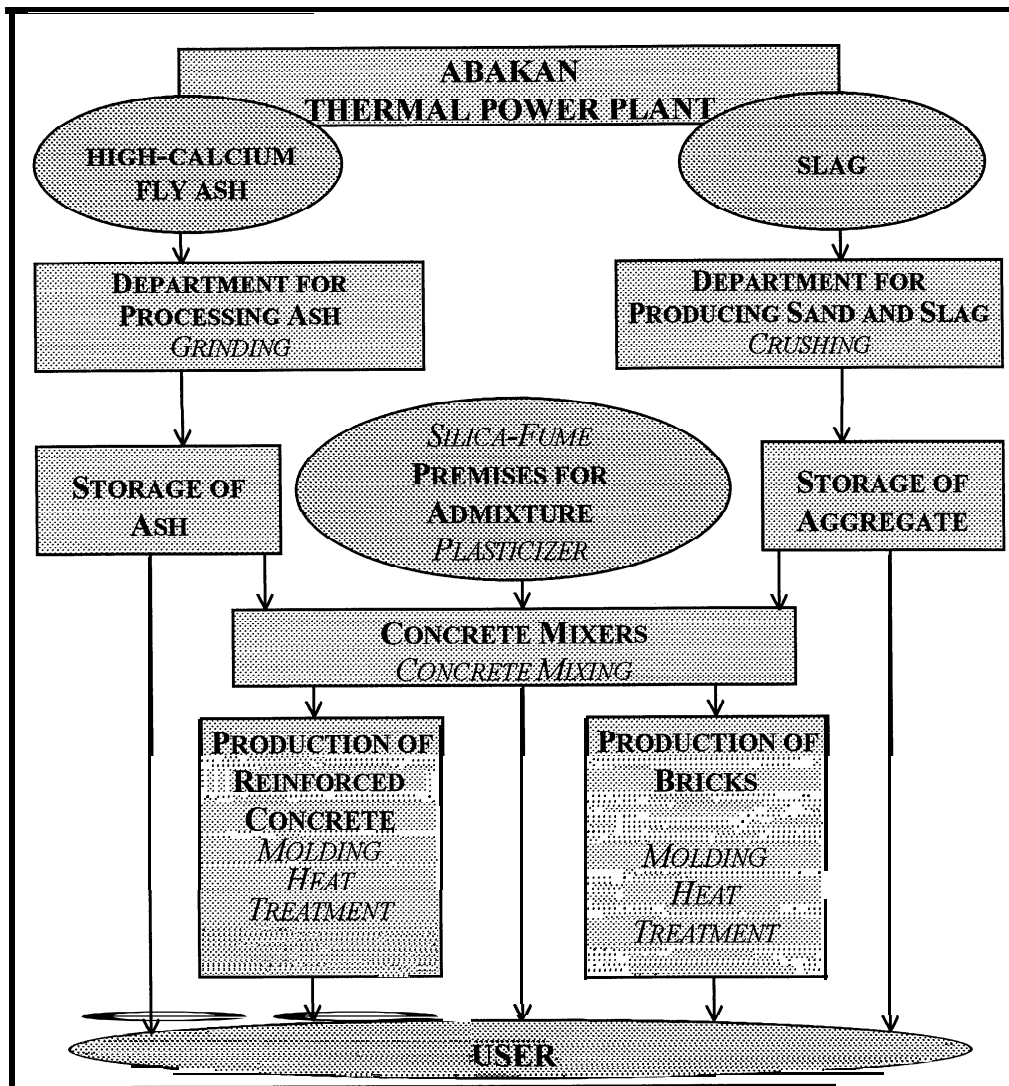 ABAKAN
THERMAL POWER PLANT
HIGH-CALCIUM
FLY ASH
SLAG
DEPARTMENT FOR
PROCESSING ASH
GRINDING
DEPARTMENT FOR
PRODUCING SAND AND SLAG
CRUSHING
STORAGE OF
ASH
SILICA-FUME
PREMISES FOR
ADMIXTURE
PLASTICIZER
STORAGE OF
AGGREGATE
CONCRETE MIXERS
CONCRETE MIXING
PRODUCTION OF
REINFORCED
CONCRETE
MOLDING
HEAT
TREATMENT
PRODUCTION OF
BRICKS
MOLDING
HEAT
TREATMENT
USER